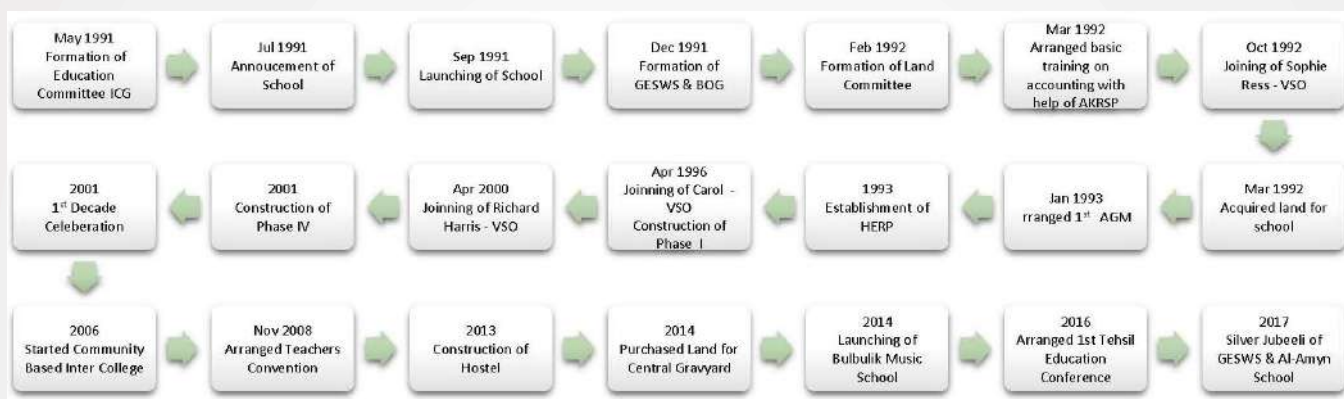 May 1991
Formation of
Education
Committee ICG
Jul 1991
Annoucement of
School
Sep 1991
Launching of School
Dec 1991
Formation of
GESWS & BOG
Feb 1992
Formation of Land
Committee
Mar 1992
Arranged basic
training on
accounting with
help of AKRSP
Oct 1992
Joining of Sophie
Ress - VSO
Mar 1992
Acquired land for
school
Jan 1993
rranged 1st AGM
1993
Establishment of
HERP
Apr 1996
Joinning of Carol -
VSO
Construction of
Phase I
Apr 2000
Joinning of Richard
Harris - VSO
2001
Construction of
Phase IV
2001
1st Decade
Celeberation
2006
Started Community
Based Inter College
Nov 2008
Arranged Teachers
Convention
2013
Construction of
Hostel
2014
Purchased Land for
Central Gravyard
2014
Launching of
Bulbulik Music
School
2016
Arranged 1st Tehsil
Education
Conference
2017
Silver Jubeeli of
GESWS & Al-Amyn
School